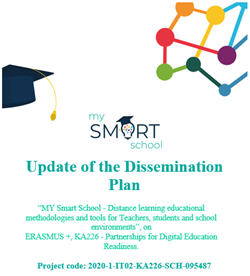 my
SMART
school
Update of the Dissemination
Plan
"MY Smart School - Distance learning educational
methodologies and tools for Teachers, students and school
environments", on
ERASMUS +, KA226 - Partnerships for Digital Education
Readiness.
Project code: 2020-1-IT02-KA226-SCH-095487